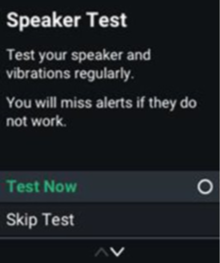 Speaker Test
Test your speaker and
vibrations regularly.
You will miss alerts if they do
not work.
Test Now
Skip Test